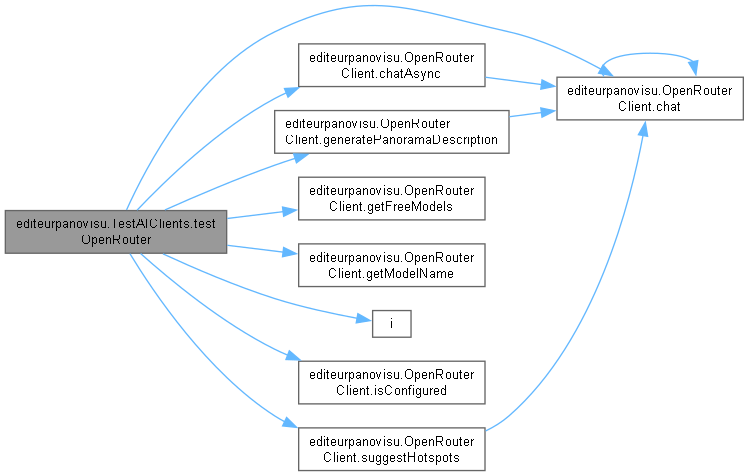 editeurpanovisu.OpenRouter
Client.chatAsync
editeurpanovisu.OpenRouter
Client.chat
editeurpanovisu.OpenRouter
Client.generatePanoramaDescription
editeurpanovisu.OpenRouter
Client.getFreeModels
editeurpanovisu.TestAIClients.test
OpenRouter
editeurpanovisu.OpenRouter
Client.getModelName
i
editeurpanovisu.OpenRouter
Client.isConfigured
editeurpanovisu.OpenRouter
Client.suggestHotspots